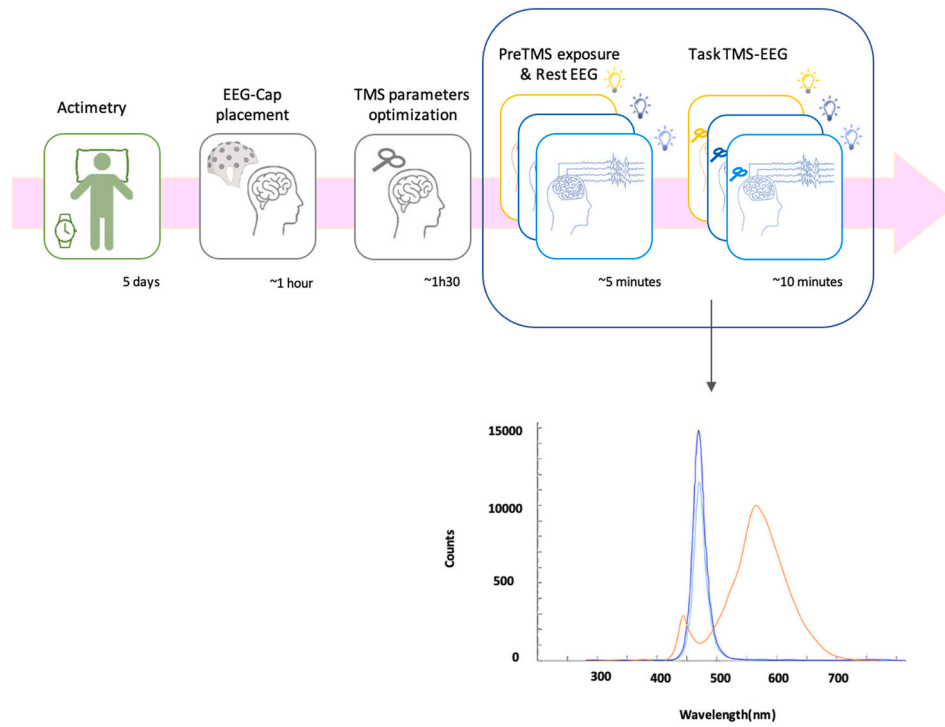 PreTMS exposure
& Rest EEG
Task TMS-EEG
Actimetry
EEG-Cap
placement
TMS parameters
optimization
5 days
~1 hour
~1h30
~5 minutes
~10 minutes
15000
10000
500
0
Counts
300 400 500 600 700
Wavelength(nm)